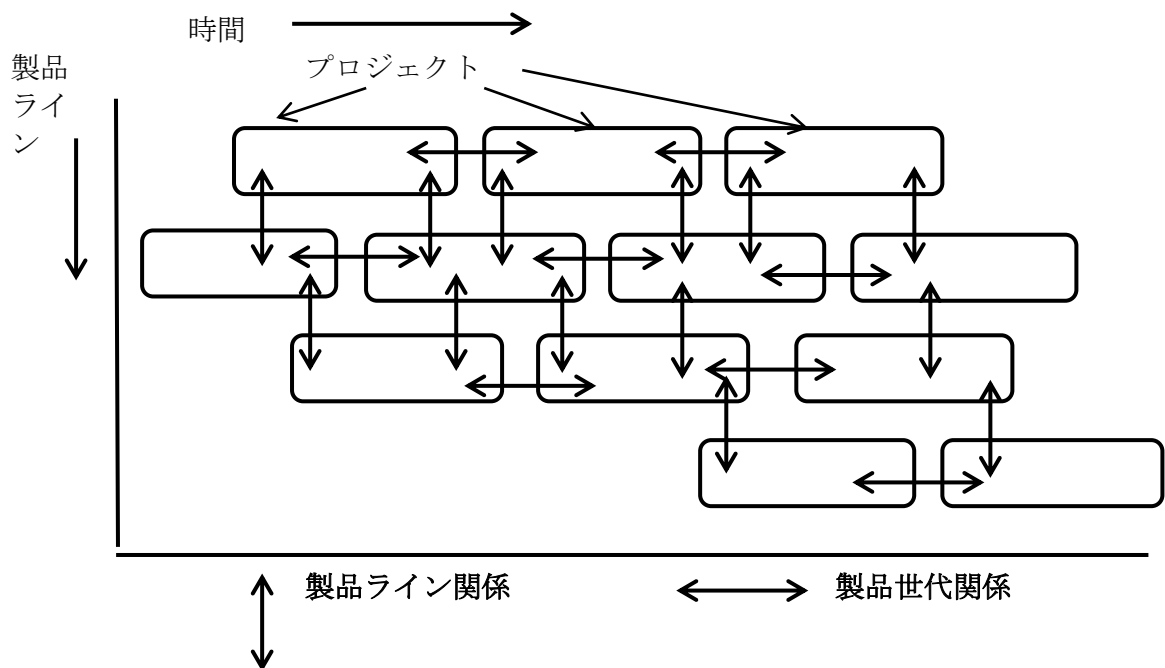 時間
製品
ライ
ン
プロジェクト
製品ライン関係
製品世代関係